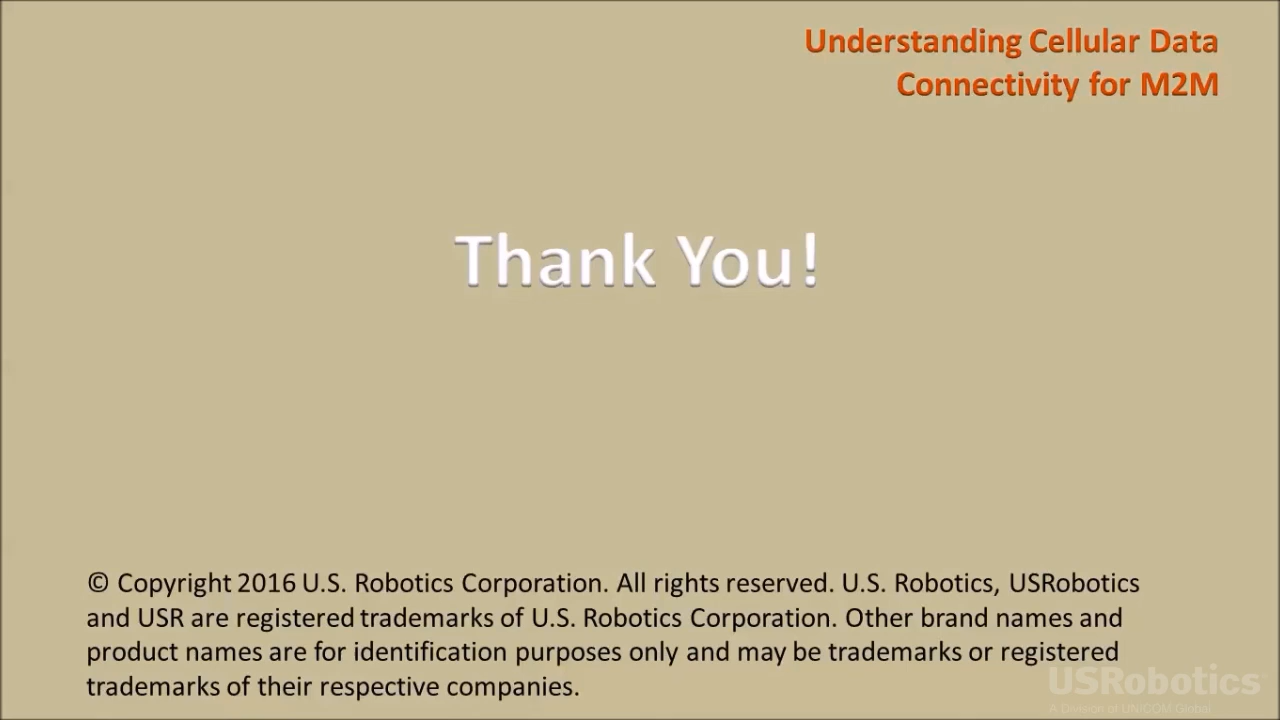 Understanding Cellular Data
Connectivity for M2M
Thank You!
© Copyright 2016 U.S. Robotics Corporation. All rights reserved. U.S. Robotics, USRobotics
and USR are registered trademarks of U.S. Robotics Corporation. Other brand names and
product names are for identification purposes only and may be trademarks or registered
trademarks of their respective companies.
USRobotics
A Division of UNICOM Global